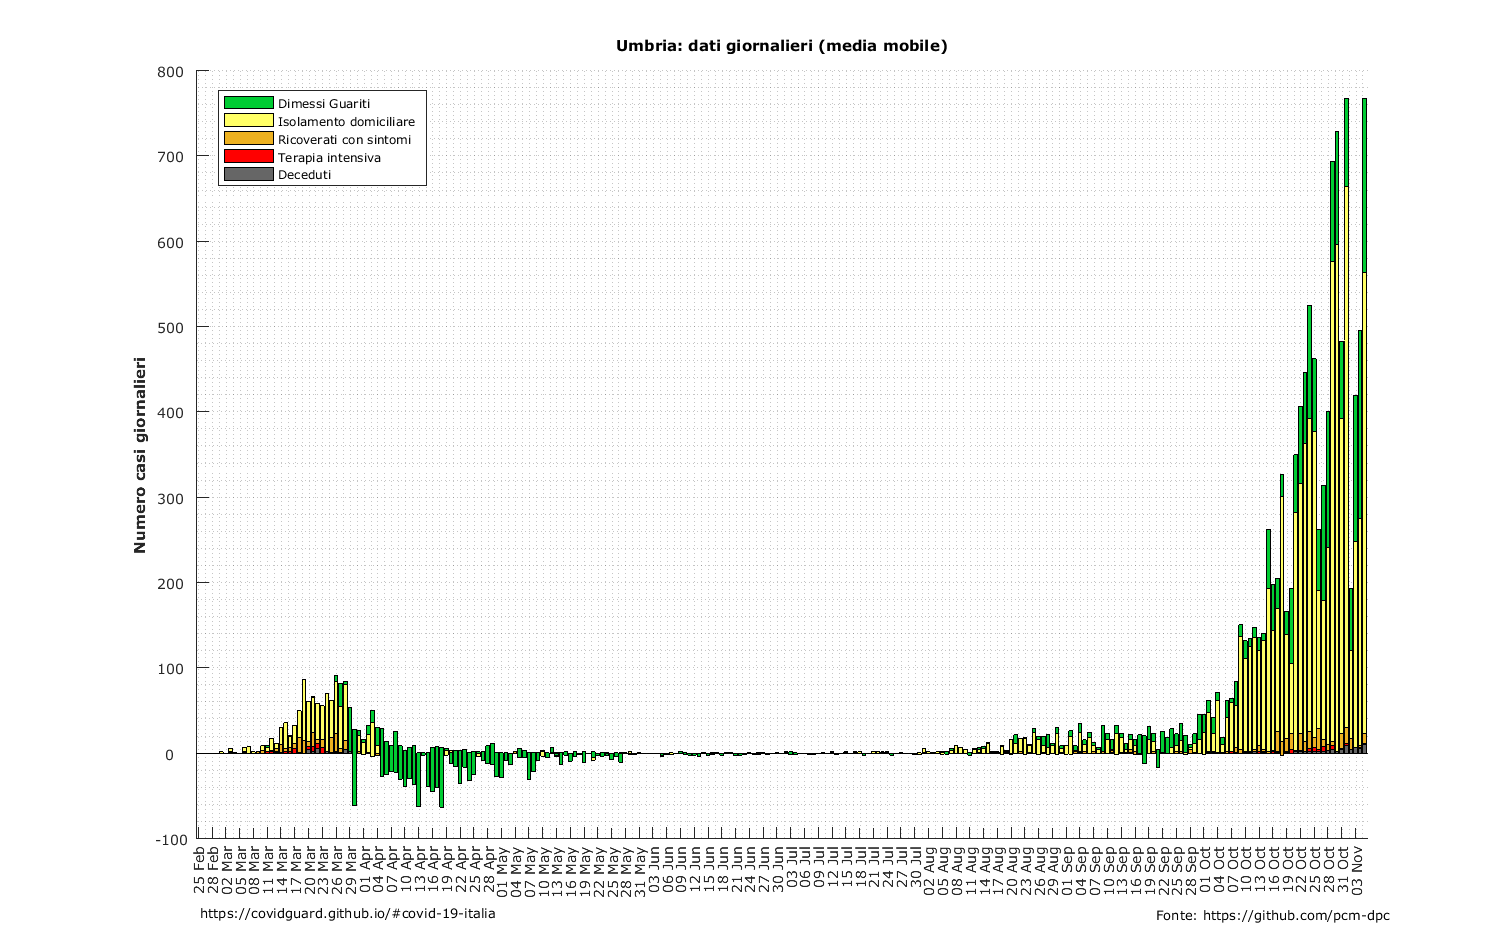 Umbria: dati giornalieri (media mobile)
Dimessi Guariti
Isolamento domiciliare
Ricoverati con sintomi
Terapia intensiva
Deceduti
Numero casi giornalieri
800
700
600
500
400
300
200
100
0
-100
25 Feb
28 Feb
02 Mar
05 Mar
08 Mar
11 Mar
14 Mar
17 Mar
20 Mar
23 Mar
26 Mar
29 Mar
01 Apr
04 Apr
07 Apr
10 Apr
13 Apr
16 Apr
19 Apr
22 Apr
25 Apr
28 Apr
01 May
04 May
07 May
10 May
13 May
16 May
19 May
22 May
25 May
28 May
31 May
03 Jun
06 Jun
09 Jun
12 Jun
15 Jun
18 Jun
21 Jun
24 Jun
27 Jun
30 Jun
03 Jul
06 Jul
09 Jul
12 Jul
15 Jul
18 Jul
21 Jul
24 Jul
27 Jul
30 Jul
02 Aug
05 Aug
08 Aug
11 Aug
14 Aug
17 Aug
20 Aug
23 Aug
26 Aug
29 Aug
01 Sep
04 Sep
07 Sep
10 Sep
13 Sep
16 Sep
19 Sep
22 Sep
25 Sep
28 Sep
01 Oct
04 Oct
07 Oct
10 Oct
13 Oct
16 Oct
19 Oct
22 Oct
25 Oct
28 Oct
31 Oct
03 Nov
https://covidguard.github.io/#covid-19-italia
Fonte: https://github.com/pcm-dpc